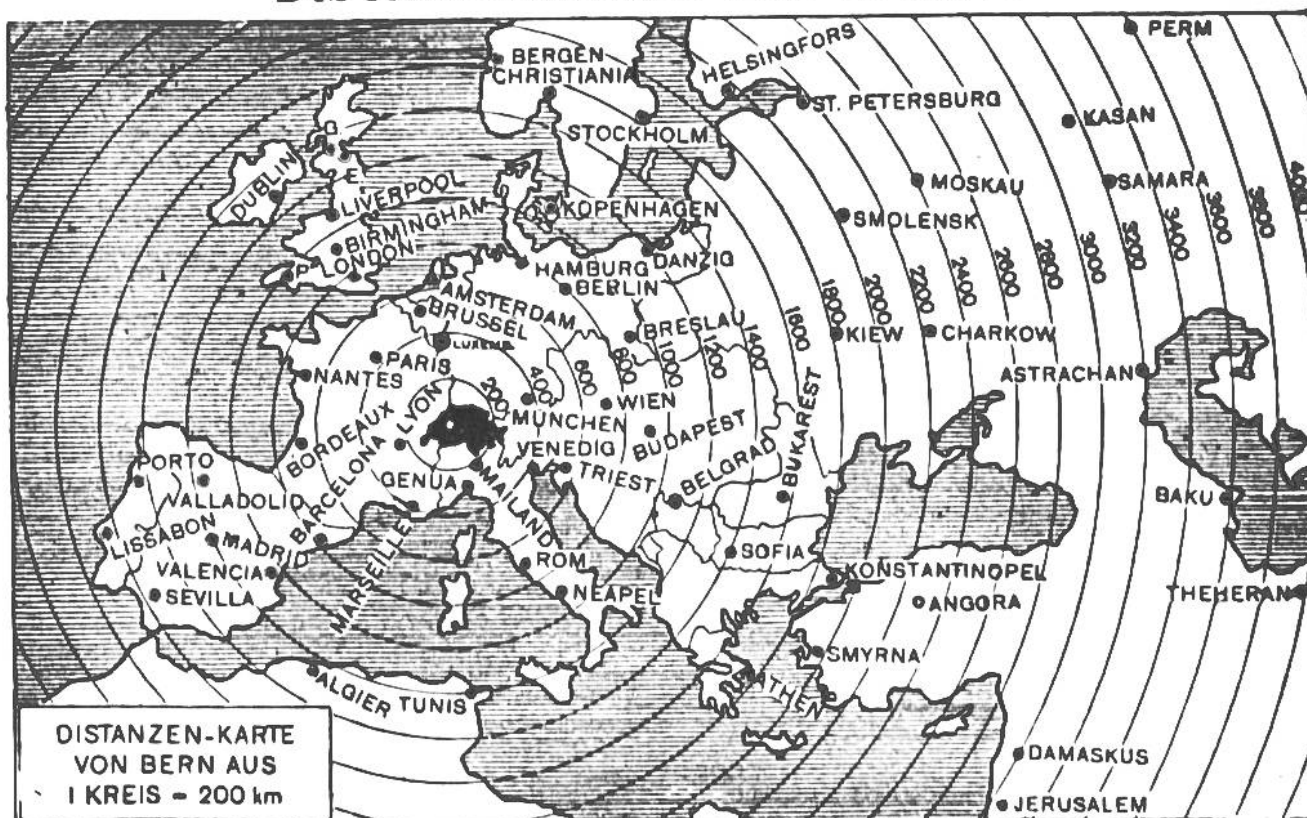 PERM
BERGEN
CHRISTIANIA
HELSINGFORS
ST. PETERSBURG
KASAN
STOCKHOLM
G
E
DUBLIN
LIVERPOOL
MOSKAU
SAMARA
KOPENHAGEN
SMOLENSK
BIRMINGHAM
LONDON
P
HAMBURG
DANZIG
BERLIN
AMSTERDAM
BRÜSSEL
LUXEMB.
BRESLAU
KIEW
CHARKOW
PARIS
NANTES
ASTRACHAN
200
400
600
800
1000
1200
1400
1600
1800
2000
2200
2400
2600
2800
3000
3200
3400
3600
3800
MÜNCHEN
WIEN
LYON
BORDEAUX
BARCELONA
BUDAPEST
VENEDIG
TRIEST
BELGRAD
BUKAREST
GENUA
MAILAND
MARSEILLE
PORTO
VALLADOLID
LISSABON
MADRID
VALENCIA
SEVILLA
BAKU
ROM
NEAPEL
SOFIA
KONSTANTINOPEL
ANGORA
THEHERAN
SMYRNA
ATHEN
ALGIER
TUNIS
DAMASKUS
JERUSALEM
DISTANZEN-KARTE
VON BERN AUS
1 KREIS = 200 km